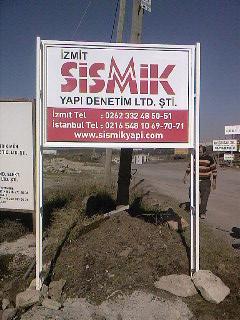 İZMİT
SİSMİK
YAPI DENETİM LTD. ŞTİ.
İzmit Tel : 0262 332 48 50-51
İstanbul Tel : 0216 548 10 69-70-71
www.sismikyapi.com